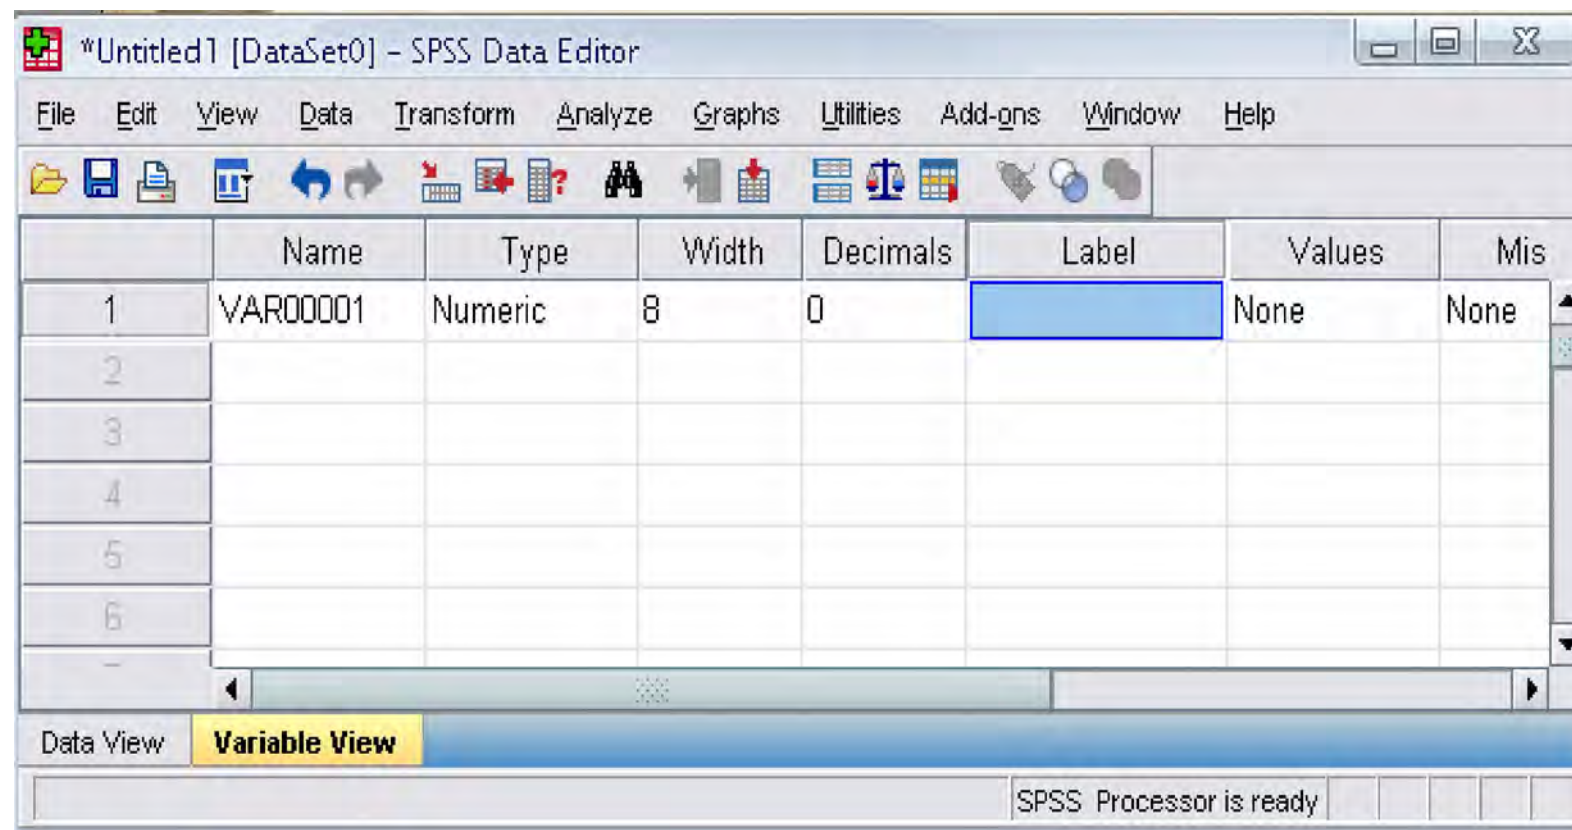 *Untitled1 [DataSet0] – SPSS Data Editor
File Edit View Data Transform Analyze Graphs Utilities Add-ons Window Help
Name Type Width Decimals Label Values Mis
1 VAR00001 Numeric 8 0 None None
2
3
4
5
6
Data View Variable View
SPSS Processor is ready